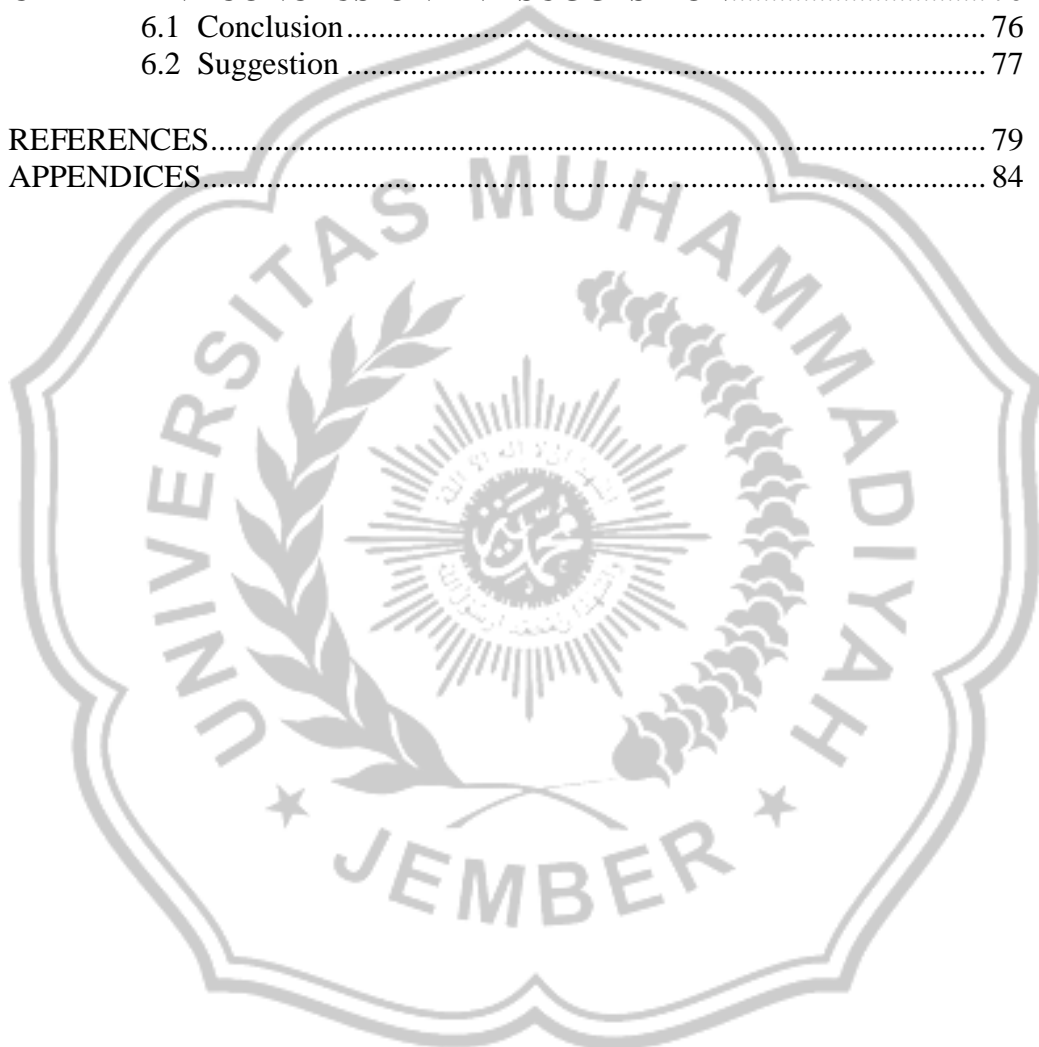 6.1 Conclusion........................................................................................ 76
6.2 Suggestion ....................................................................................... 77
REFERENCES..................................................................................... 79
APPENDICES...................................................................................... 84
UNIVERSITAS MUHAMMADIYAH
★ JEMBER ★